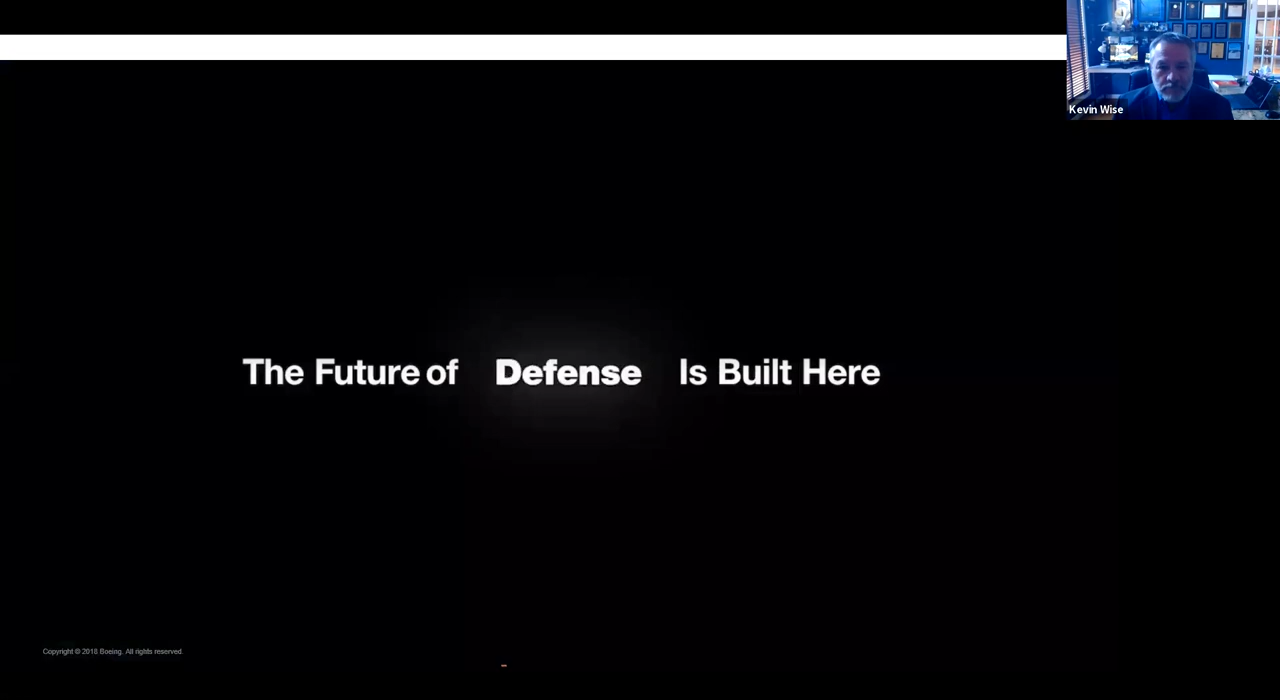 Kevin Wise
The Future of Defense Is Built Here
Copyright © 2018 Boeing. All rights reserved